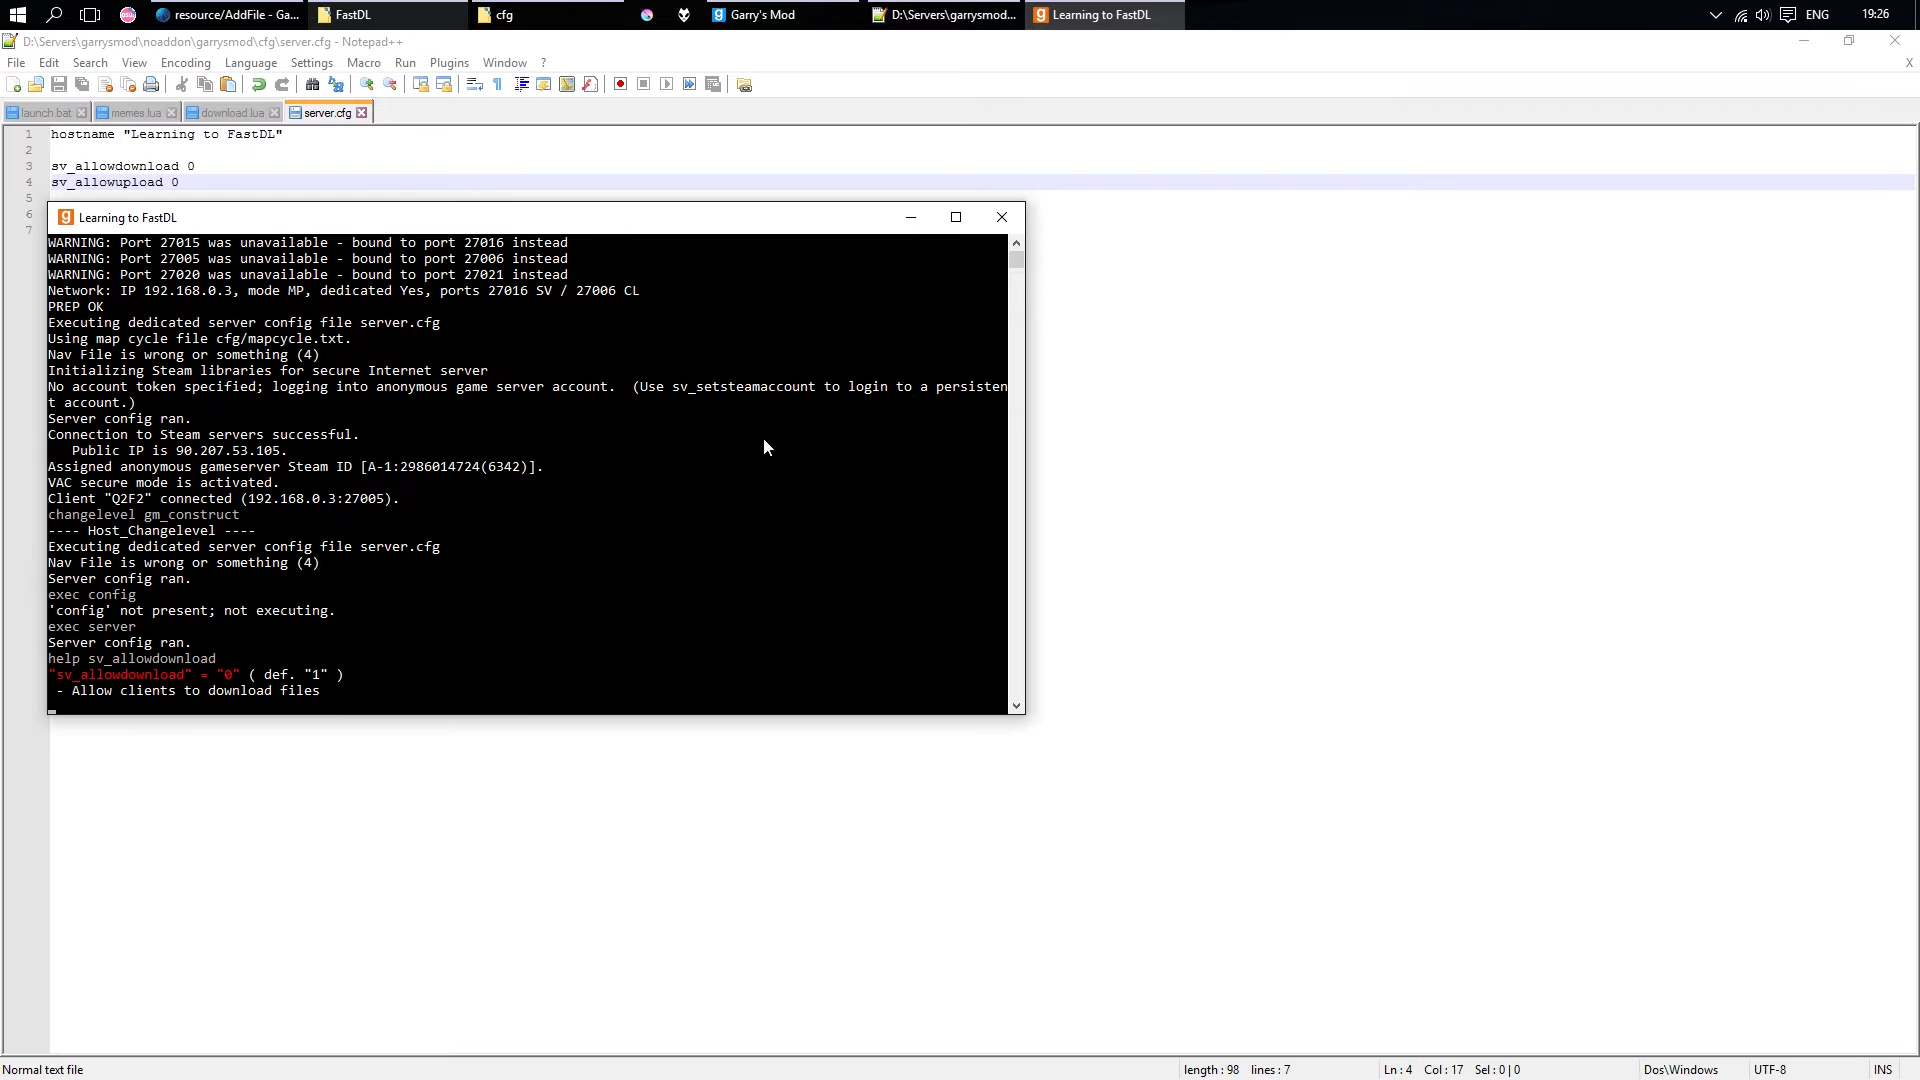 resource/AddFile - Ga...
FastDL
cfg
Garry's Mod
D:\Servers\garrysmod...
Learning to FastDL
ENG
19:26
D:\Servers\garrysmod\noaddon\garrysmod\cfg\server.cfg - Notepad++
File Edit Search View Encoding Language Settings Macro Run Plugins Window ?
X
launch.bat
memes.lua
download.lua
server.cfg
1 hostname "Learning to FastDL"
2
3 sv_allowdownload 0
4 sv_allowupload 0
5
6
7
Learning to FastDL
WARNING: Port 27015 was unavailable - bound to port 27016 instead
WARNING: Port 27005 was unavailable - bound to port 27006 instead
WARNING: Port 27020 was unavailable - bound to port 27021 instead
Network: IP 192.168.0.3, mode MP, dedicated Yes, ports 27016 SV / 27006 CL
PREP OK
Executing dedicated server config file server.cfg
Using map cycle file cfg/mapcycle.txt.
Nav File is wrong or something (4)
Initializing Steam libraries for secure Internet server
No account token specified; logging into anonymous game server account.  (Use sv_setsteamaccount to login to a persisten
t account.)
Server config ran.
Connection to Steam servers successful.
   Public IP is 90.207.53.105.
Assigned anonymous gameserver Steam ID [A-1:2986014724(6342)].
VAC secure mode is activated.
Client "Q2F2" connected (192.168.0.3:27005).
changelevel gm_construct
---- Host_Changelevel ----
Executing dedicated server config file server.cfg
Nav File is wrong or something (4)
Server config ran.
exec config
'config' not present; not executing.
exec server
Server config ran.
help sv_allowdownload
"sv_allowdownload" = "0" ( def. "1" )
 - Allow clients to download files
Normal text file
length : 98 lines : 7
Ln : 4 Col : 17 Sel : 0 | 0
Dos\Windows
UTF-8
INS